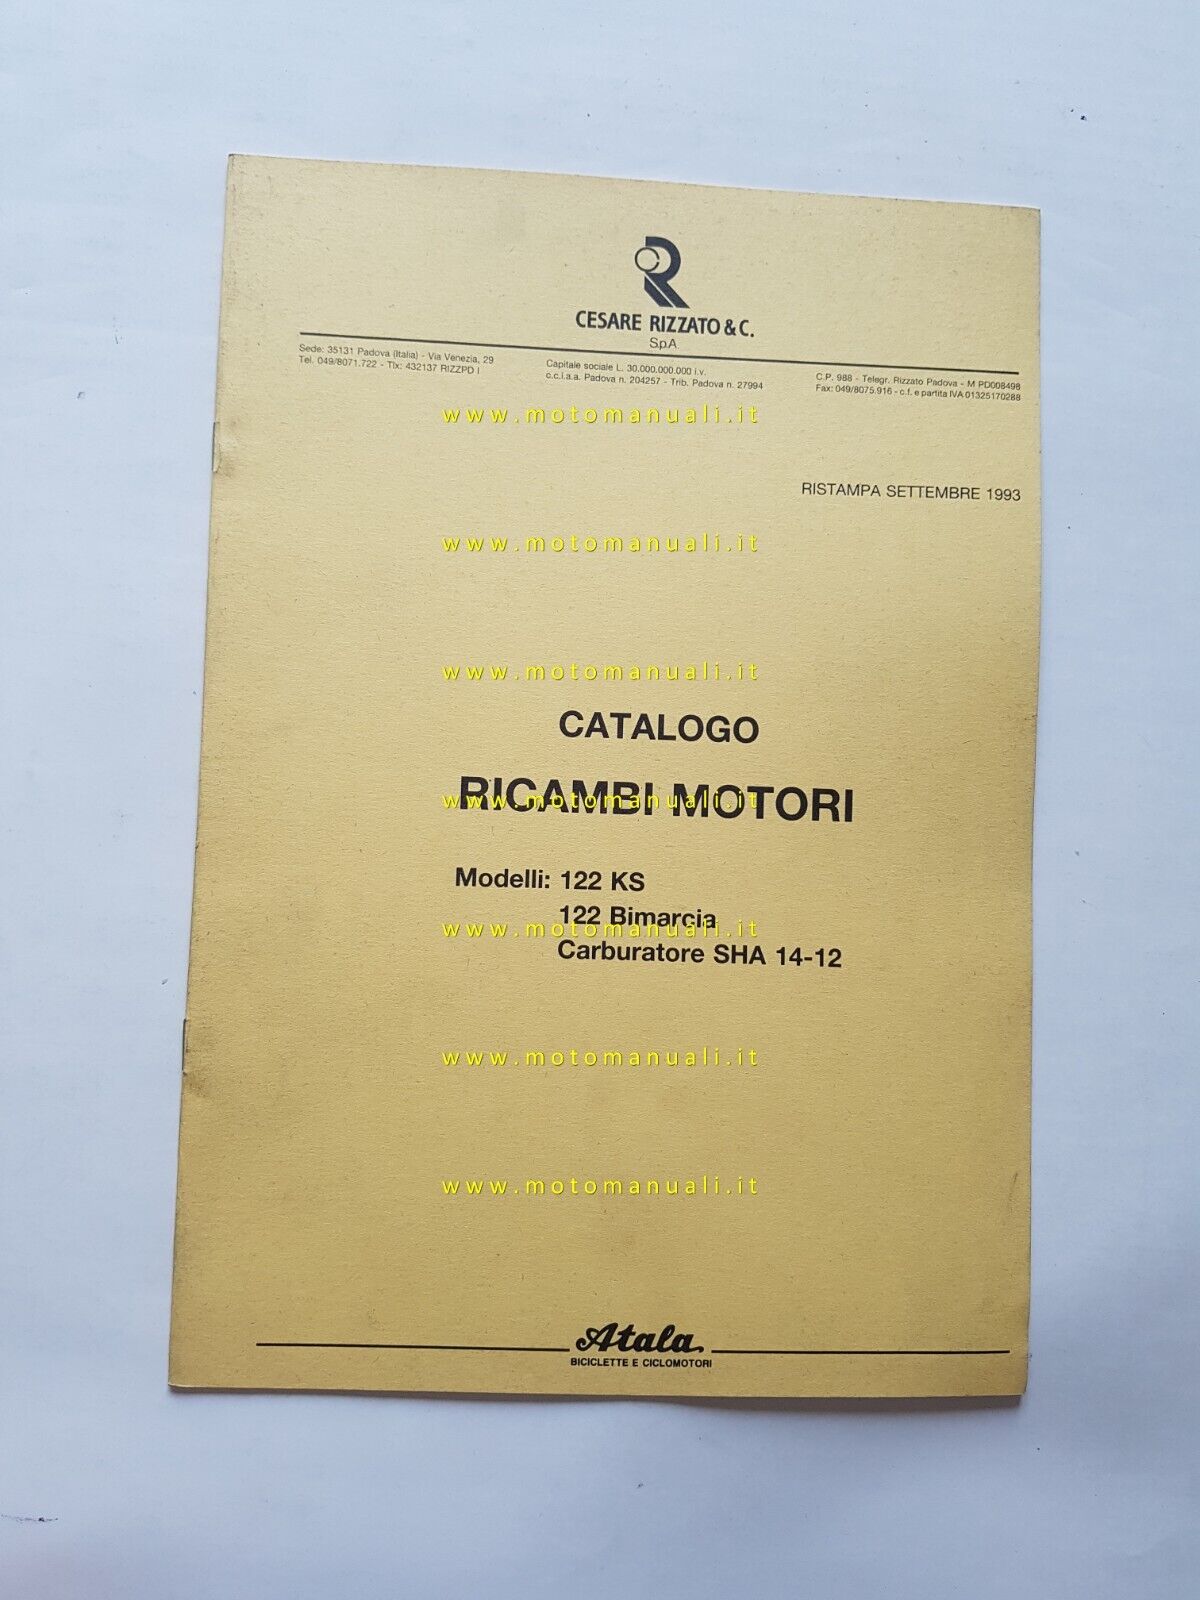 CESARE RIZZATO & C.
S.p.A.
Sede: 35131 Padova (Italia) - Via Venezia, 29
Tel. 049/8071.722 - Tlx: 432137 RIZZPD I
Capitale sociale L. 30.000.000.000 i.v.
c.c.i.a.a. Padova n. 204257 - Trib. Padova n. 27994
C.P. 988 - Telegr. Rizzato Padova - M PD008498
Fax: 049/8075.916 - c.f. e partita IVA 01325170288
www.motomanuali.it
RISTAMPA SETTEMBRE 1993
www.motomanuali.it
www.motomanuali.it
CATALOGO
RICAMBI MOTORI
www.motomanuali.it
Modelli: 122 KS
122 Bimarcia
www.motomanuali.it
Carburatore SHA 14-12
www.motomanuali.it
www.motomanuali.it
Atala
BICICLETTE E CICLOMOTORI